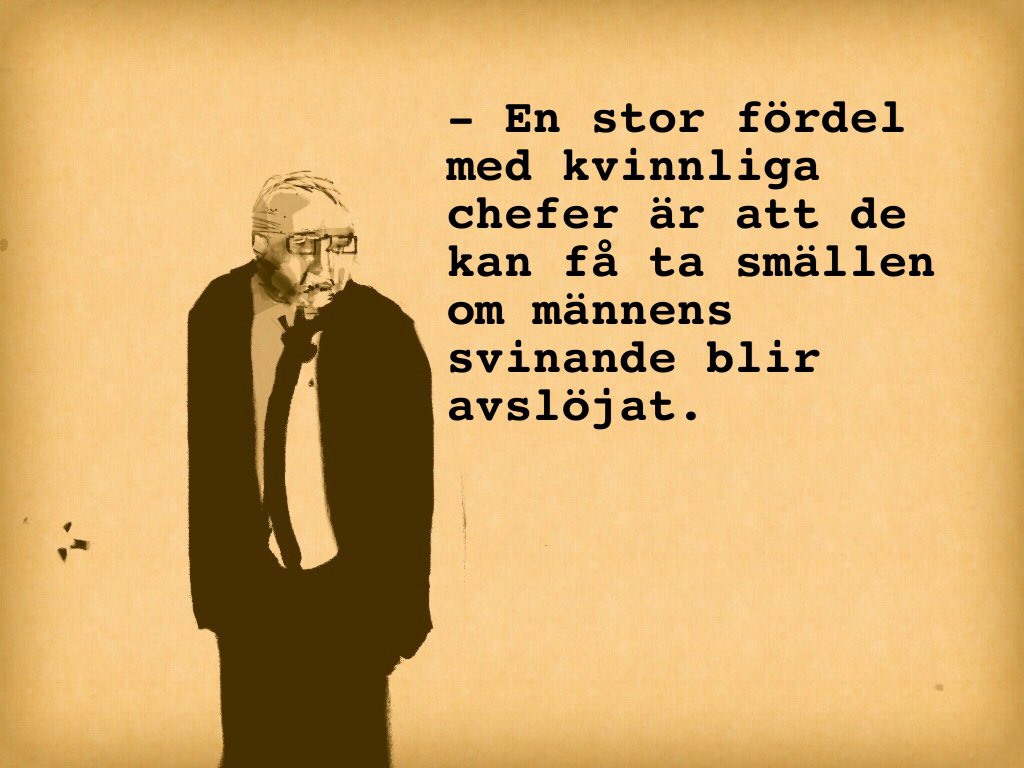 - En stor fördel
med kvinnliga
chefer är att de
kan få ta smällen
om männens
svinande blir
avslöjat.